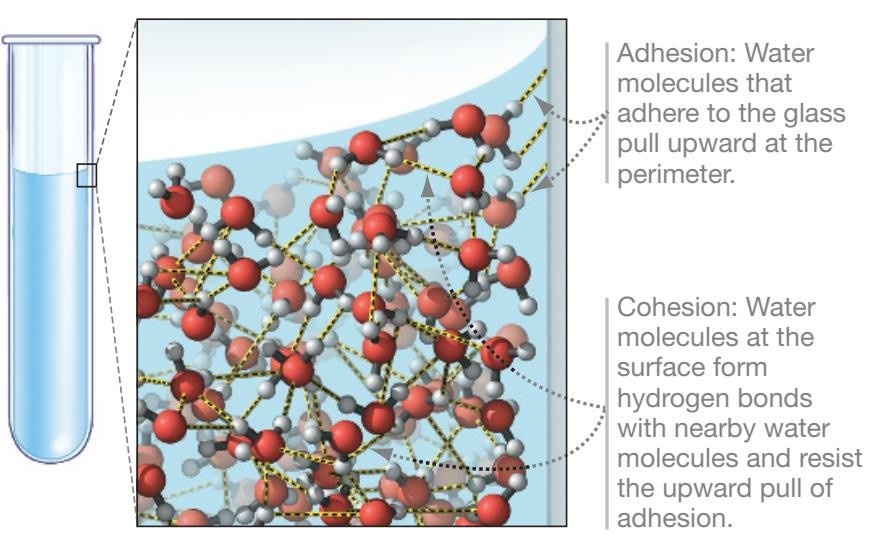 Adhesion: Water
molecules that
adhere to the glass
pull upward at the
perimeter.
Cohesion: Water
molecules at the
surface form
hydrogen bonds
with nearby water
molecules and resist
the upward pull of
adhesion.